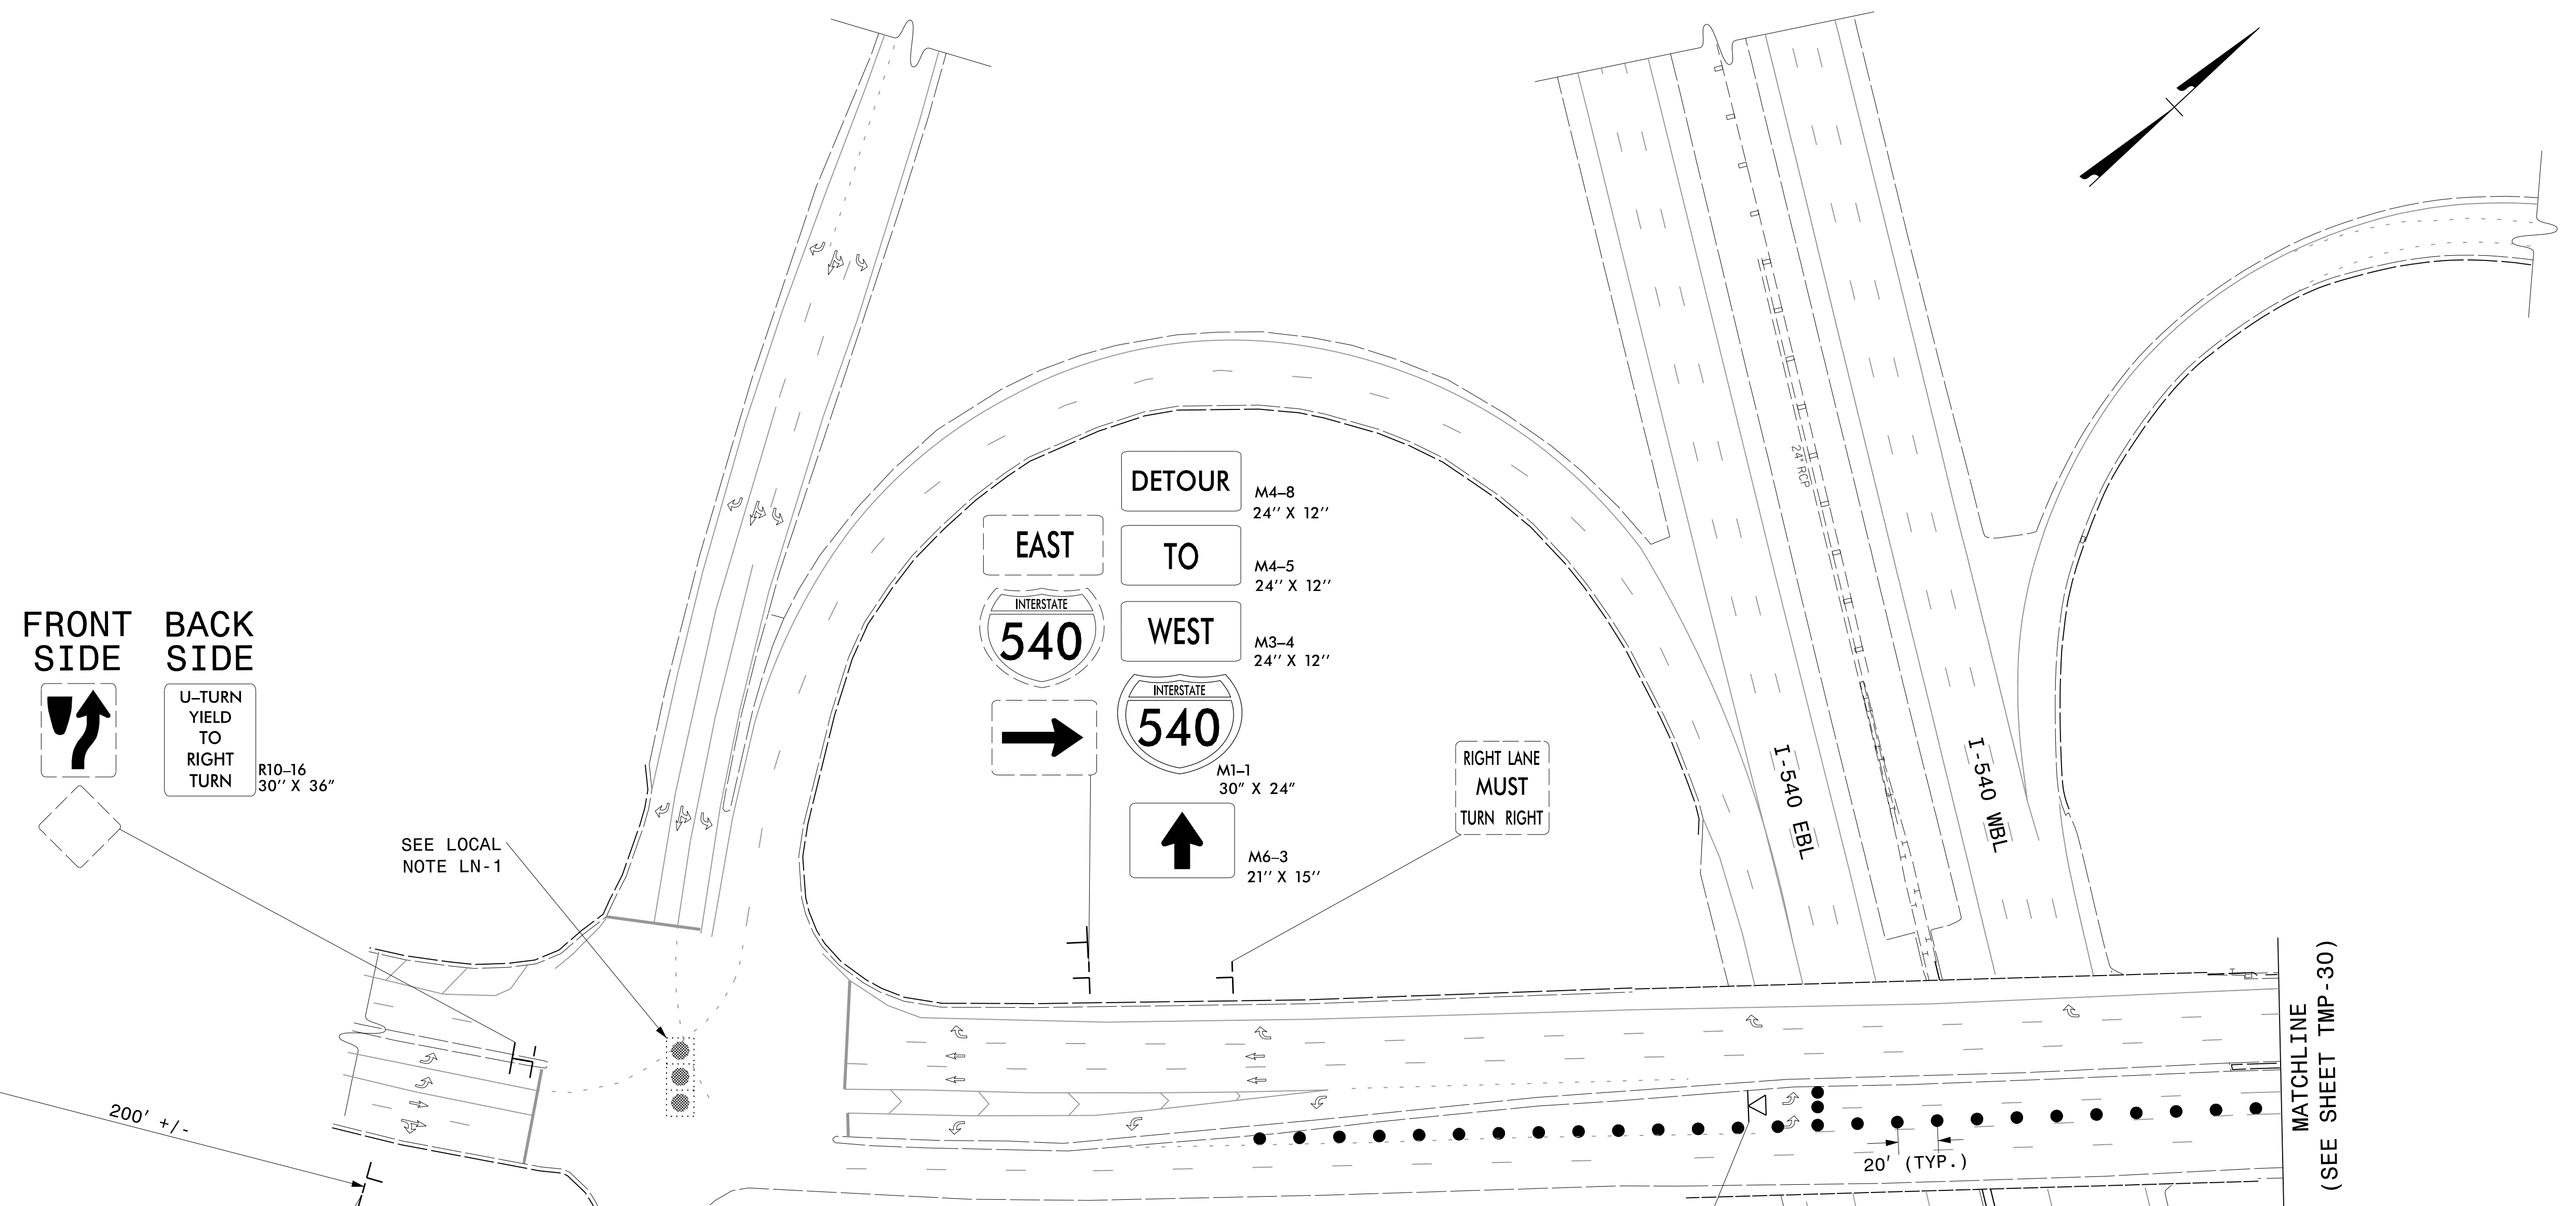 FRONT
SIDE
BACK
SIDE
U-TURN
YIELD
TO
RIGHT
TURN
R10-16
30'' X 36"
200' +/-
SEE LOCAL
NOTE LN-1
EAST
INTERSTATE
540
DETOUR
M4-8
24'' X 12''
TO
M4-5
24'' X 12''
WEST
M3-4
24'' X 12''
INTERSTATE
540
M1-1
30" X 24"
M6-3
21'' X 15''
RIGHT LANE
MUST
TURN RIGHT
24" RCP
I-540 EBL
I-540 WBL
20' (TYP.)
MATCHLINE
(SEE SHEET TMP-30)